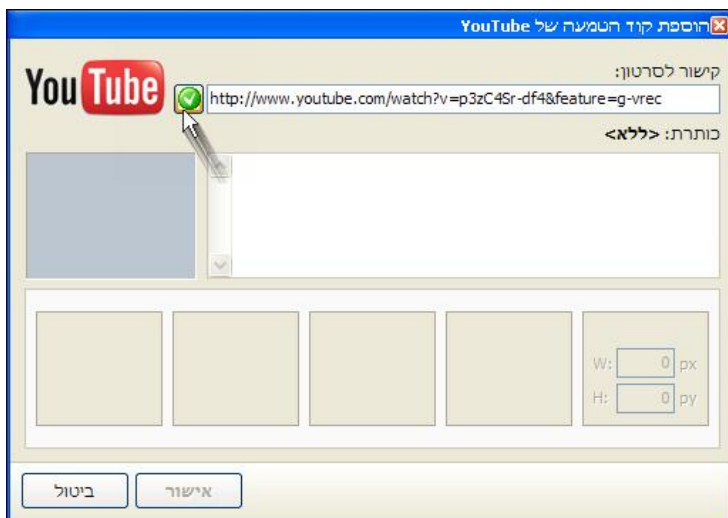 הוספת קוד הטמעה של YouTube
קישור לסרטון:
YouTube
http://www.youtube.com/watch?v=p3zC4Sr-df4&feature=g-vrec
כותרת: <ללא>
W: 0 px
H: 0 py
אישור
ביטול